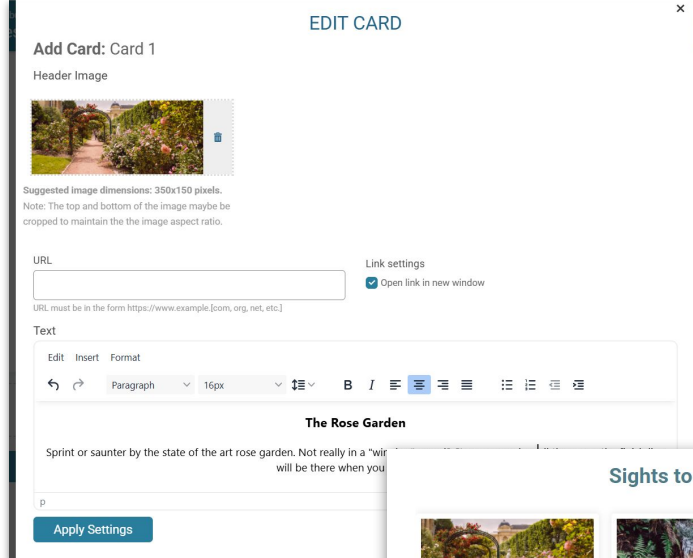 EDIT CARD
Add Card: Card 1
Header Image
Suggested image dimensions: 350x150 pixels.
Note: The top and bottom of the image maybe be
cropped to maintain the the image aspect ratio.
URL
Link settings
Open link in new window
URL must be in the form https://www.example.[com, org, net, etc.]
Text
Edit Insert Format
Paragraph 16px B I
The Rose Garden
Sprint or saunter by the state of the art rose garden. Not really in a
will be there when you
p
Apply Settings
Sights to